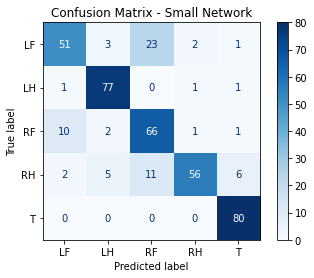 Confusion Matrix - Small Network
80
LF 51 3 23 2 1
70
LH 1 77 0 1 1
60
50
True label
RF 10 2 66 1 1
40
30
RH 2 5 11 56 6
20
10
T 0 0 0 0 80
0
LF LH RF RH T
Predicted label